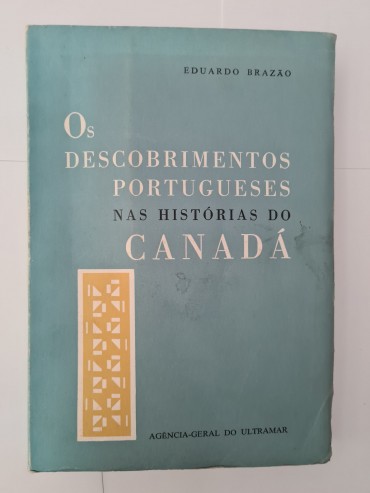 EDUARDO BRAZÃO
Os
DESCOBRIMENTOS
PORTUGUESES
NAS HISTÓRIAS DO
CANADÁ
AGÊNCIA-GERAL DO ULTRAMAR